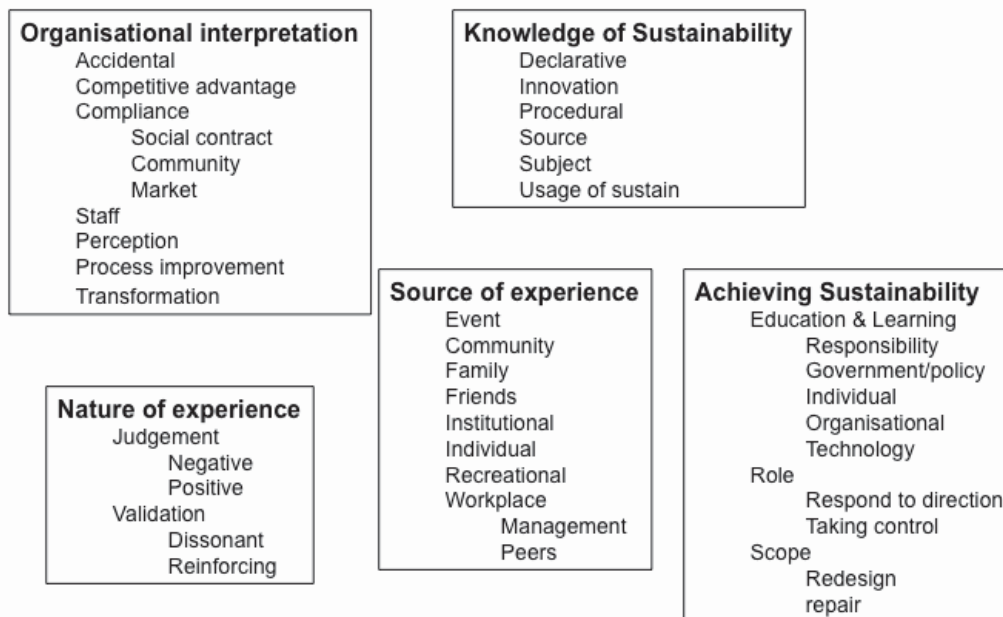 Organisational interpretation
Accidental
Competitive advantage
Compliance
Social contract
Community
Market
Staff
Perception
Process improvement
Transformation
Knowledge of Sustainability
Declarative
Innovation
Procedural
Source
Subject
Usage of sustain
Nature of experience
Judgement
Negative
Positive
Validation
Dissonant
Reinforcing
Source of experience
Event
Community
Family
Friends
Institutional
Individual
Recreational
Workplace
Management
Peers
Achieving Sustainability
Education & Learning
Responsibility
Government/policy
Individual
Organisational
Technology
Role
Respond to direction
Taking control
Scope
Redesign
repair